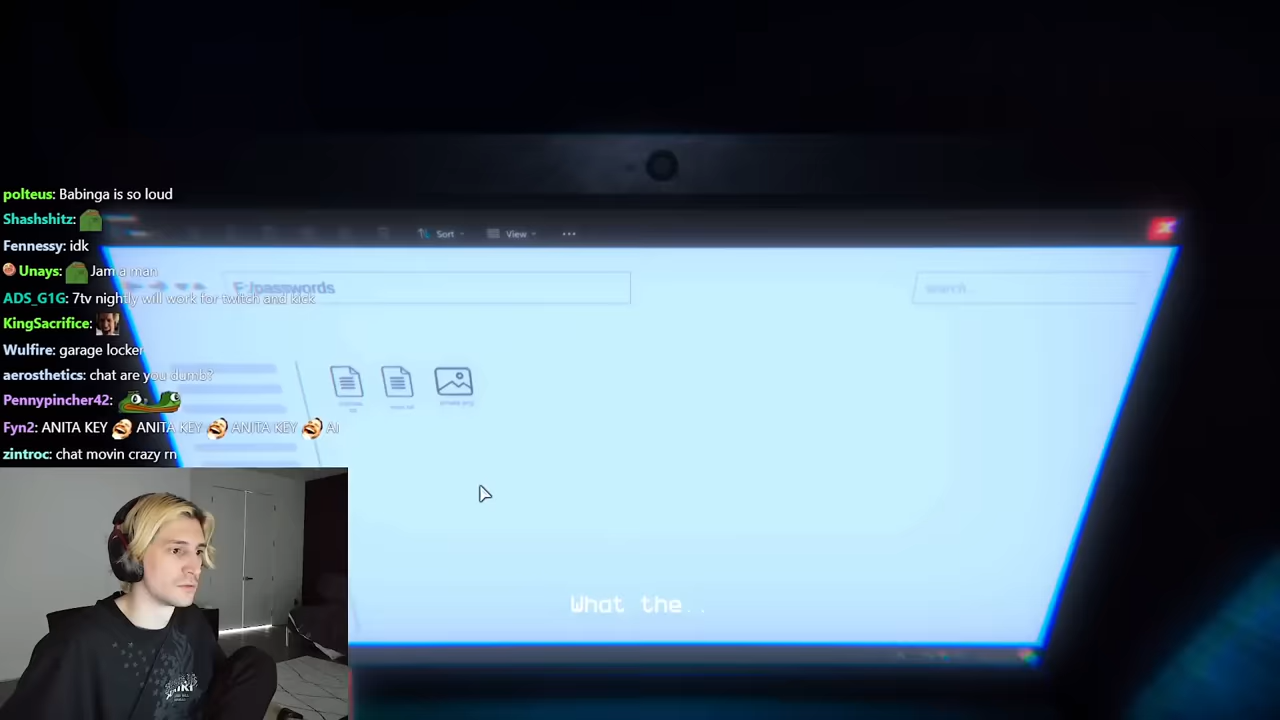 polteus: Babinga is so loud
Shashshitz:
Sort
View
Fennessy: idk
Unays: Jam a man
F:/passwords
search...
ADS_G1G: 7tv nightly will work for twitch and kick
KingSacrifice:
Wulfire: garage locker
aerosthetics: chat are you dumb?
Pennypincher42:
Fyn2: ANITA KEY ANITA KEY ANITA KEY AI
zintroc: chat movin crazy rn
What the..